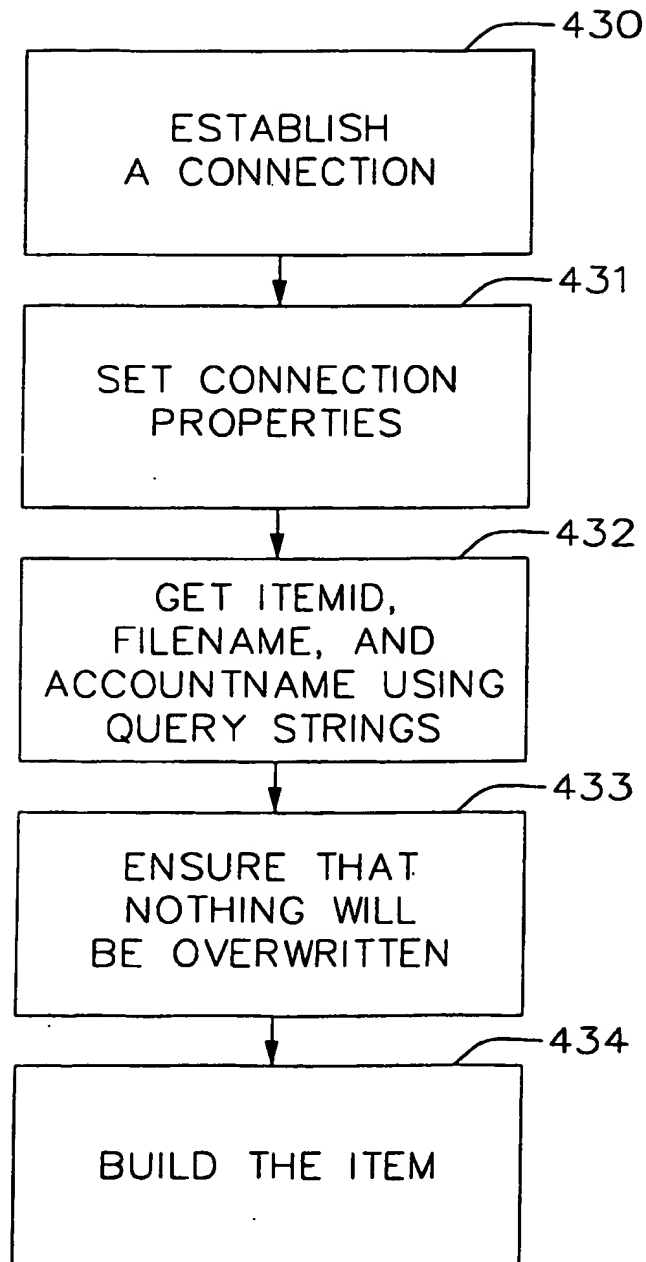 430
ESTABLISH
A CONNECTION
431
SET CONNECTION
PROPERTIES
432
GET ITEMID,
FILENAME, AND
ACCOUNTNAME USING
QUERY STRINGS
433
ENSURE THAT
NOTHING WILL
BE OVERWRITTEN
434
BUILD THE ITEM